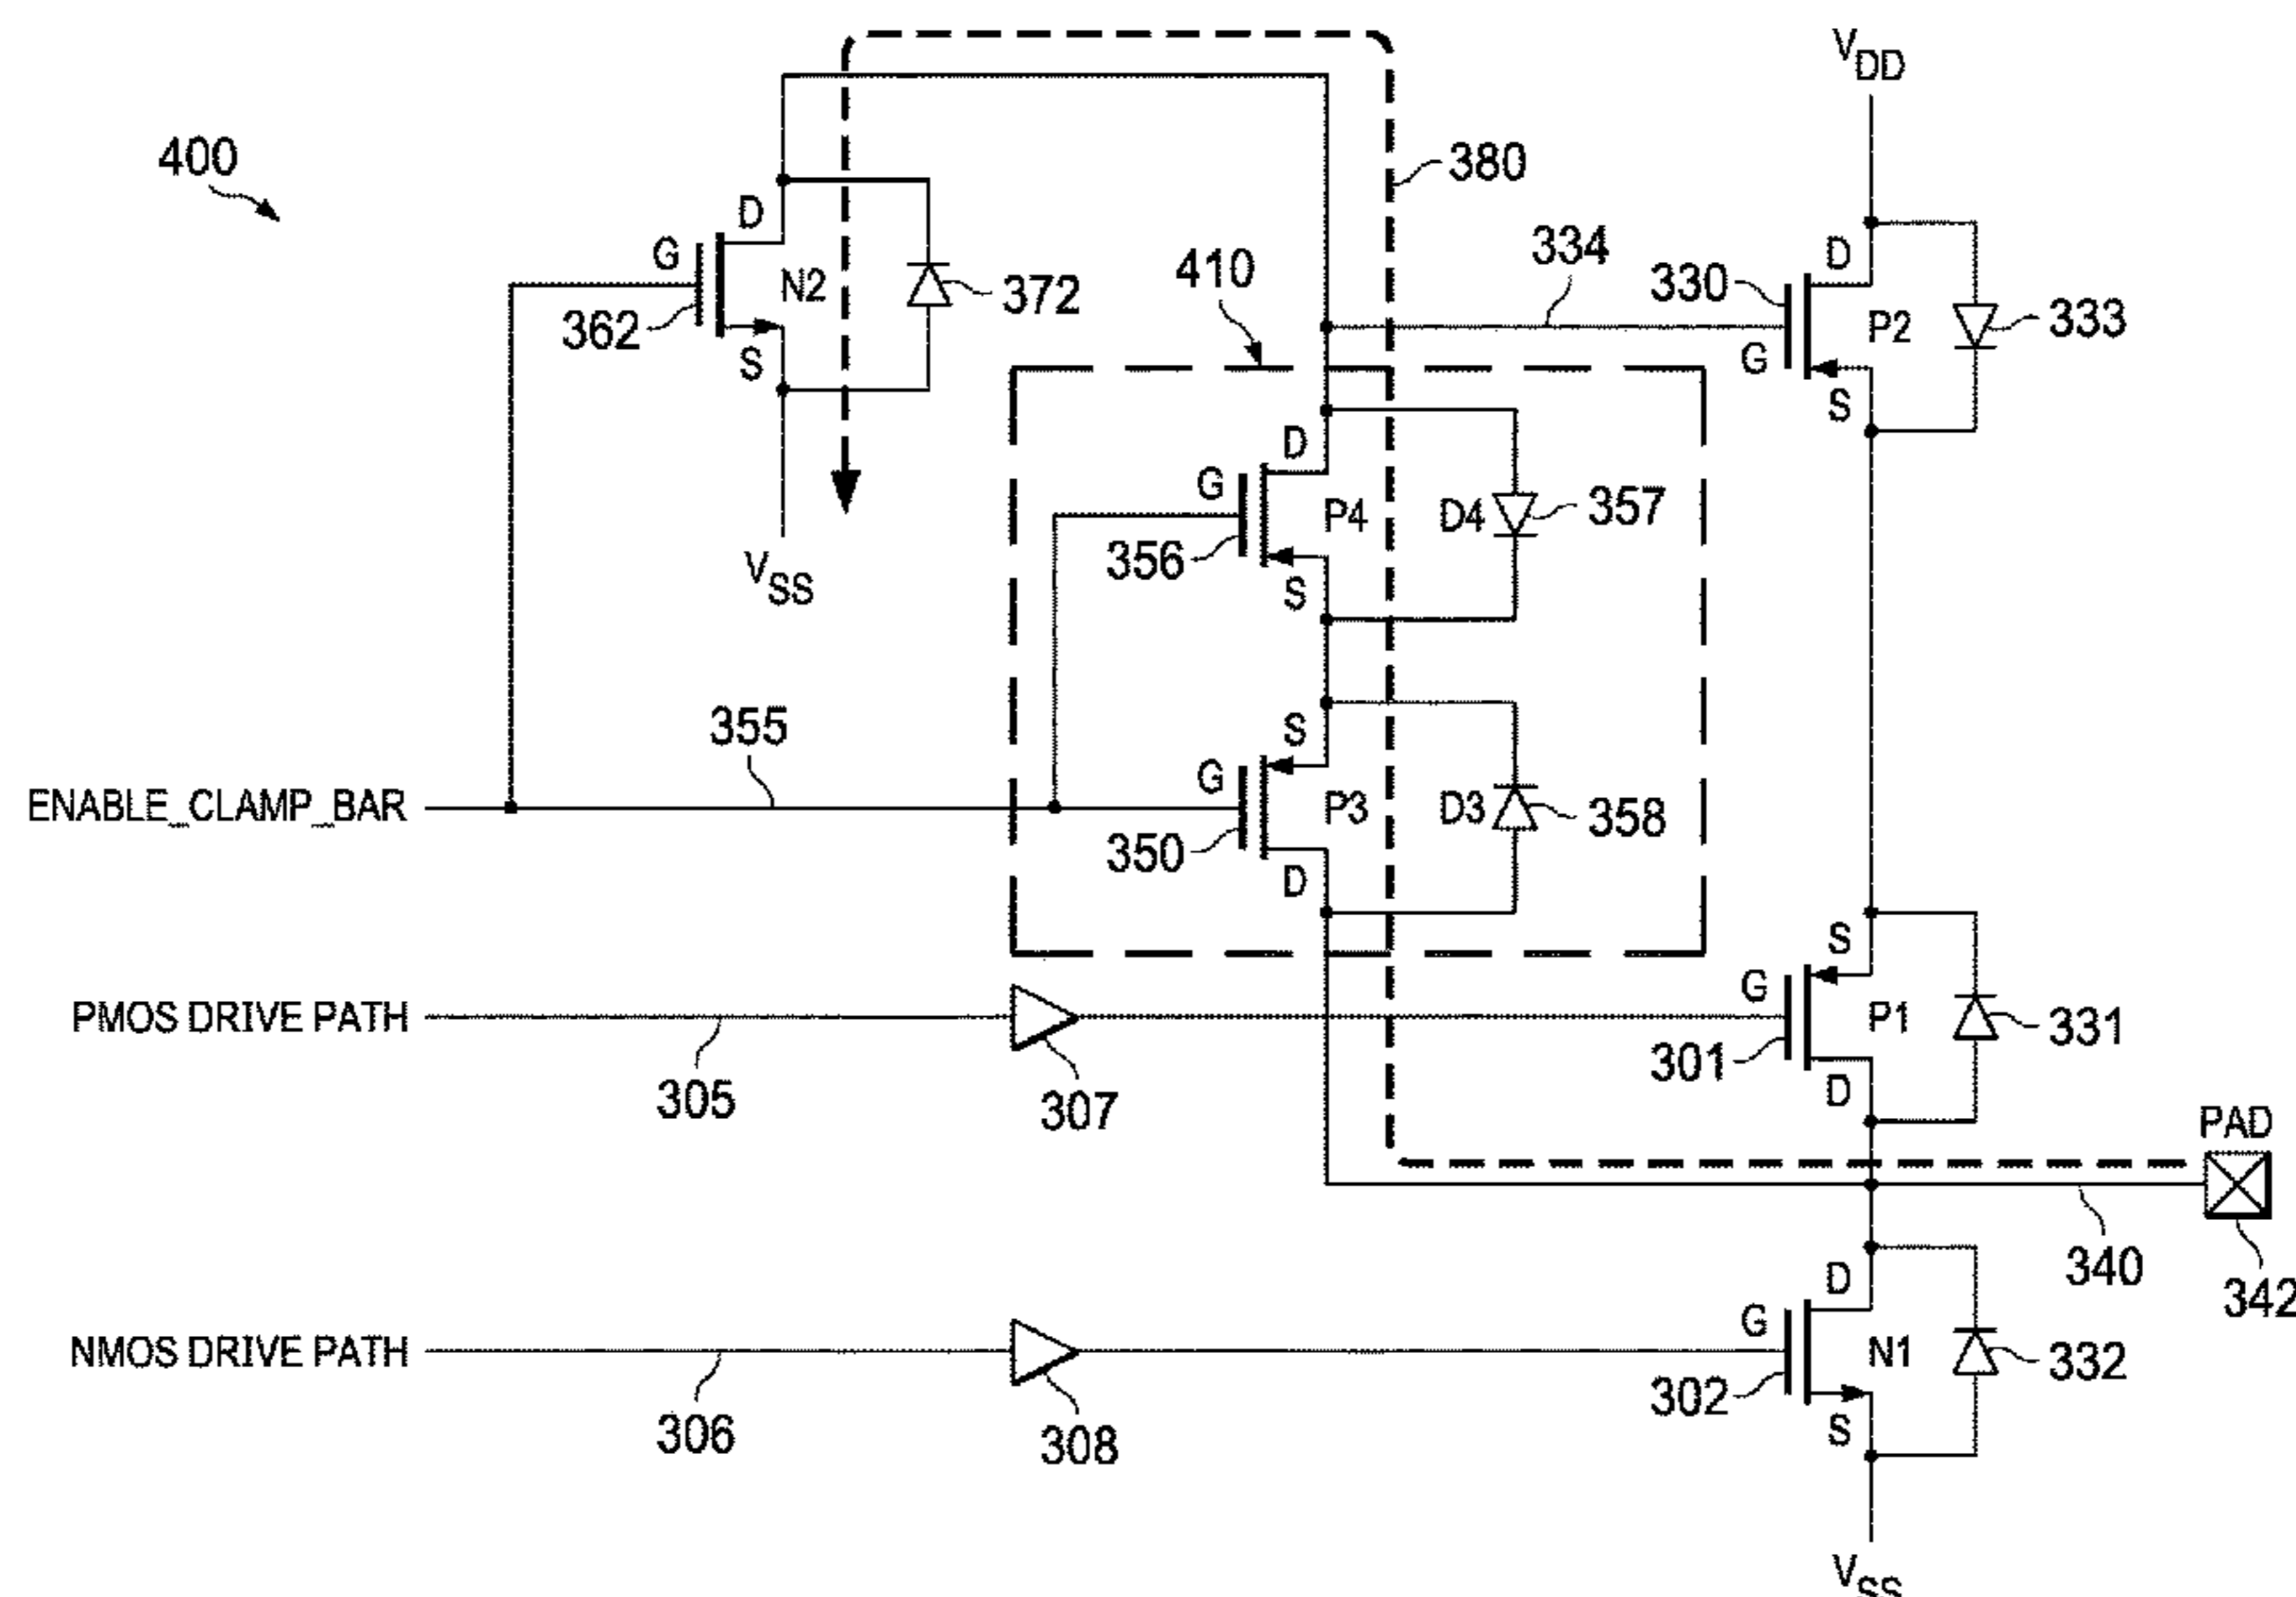 400
V_DD
380
D
G
N2
362
S
372
410
334
330
D
P2
G
S
333
V_SS
D
G
P4
356
S
D4
357
355
ENABLE_CLAMP_BAR
S
G
P3
350
D
D3
358
S
G
P1
301
D
331
PMOS DRIVE PATH
305
307
PAD
340
342
NMOS DRIVE PATH
306
308
D
G
N1
302
S
332
V_SS